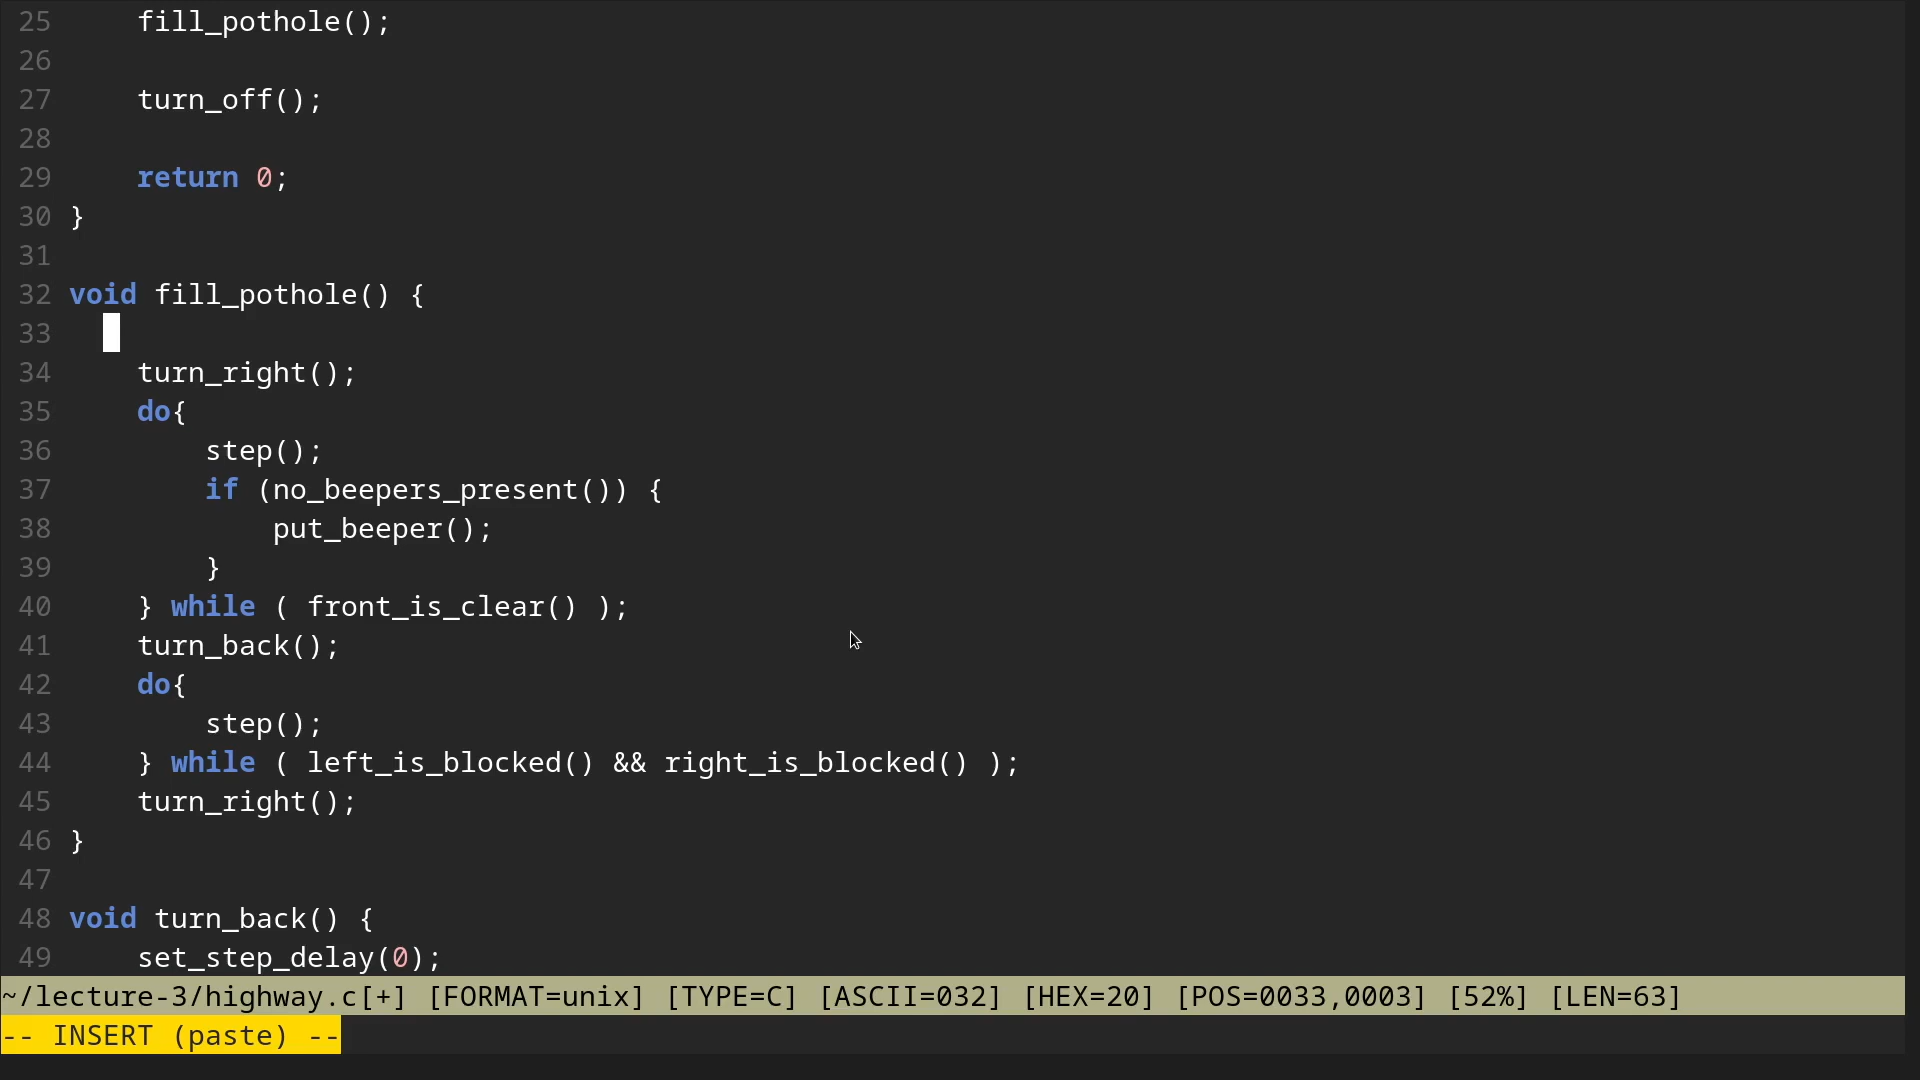 25     fill_pothole();
26
27     turn_off();
28
29     return 0;
30 }
31
32 void fill_pothole() {
33
34     turn_right();
35     do{
36         step();
37         if (no_beepers_present()) {
38             put_beeper();
39         }
40     } while ( front_is_clear() );
41     turn_back();
42     do{
43         step();
44     } while ( left_is_blocked() && right_is_blocked() );
45     turn_right();
46 }
47
48 void turn_back() {
49     set_step_delay(0);
~/lecture-3/highway.c[+] [FORMAT=unix] [TYPE=C] [ASCII=032] [HEX=20] [POS=0033,0003] [52%] [LEN=63]
-- INSERT (paste) --